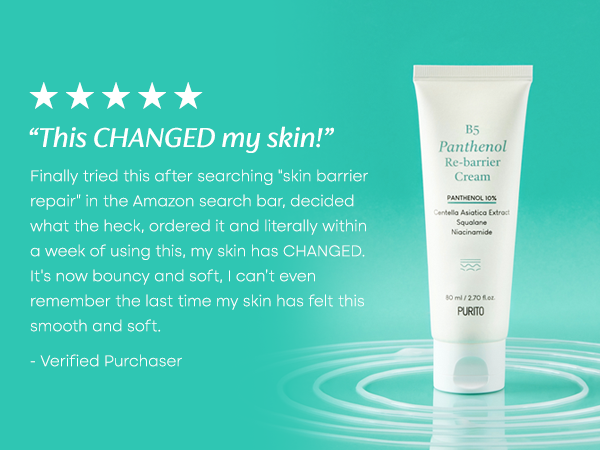 “This CHANGED my skin!”
Finally tried this after searching "skin barrier
repair" in the Amazon search bar, decided
what the heck, ordered it and literally within
a week of using this, my skin has CHANGED.
It's now bouncy and soft, I can't even
remember the last time my skin has felt this
smooth and soft.
- Verified Purchaser
B5
Panthenol
Re-barrier
Cream
PANTHENOL 10%
Centella Asiatica Extract
Squalane
Niacinamide
80 ml / 2.70 fl.oz.
PURITO